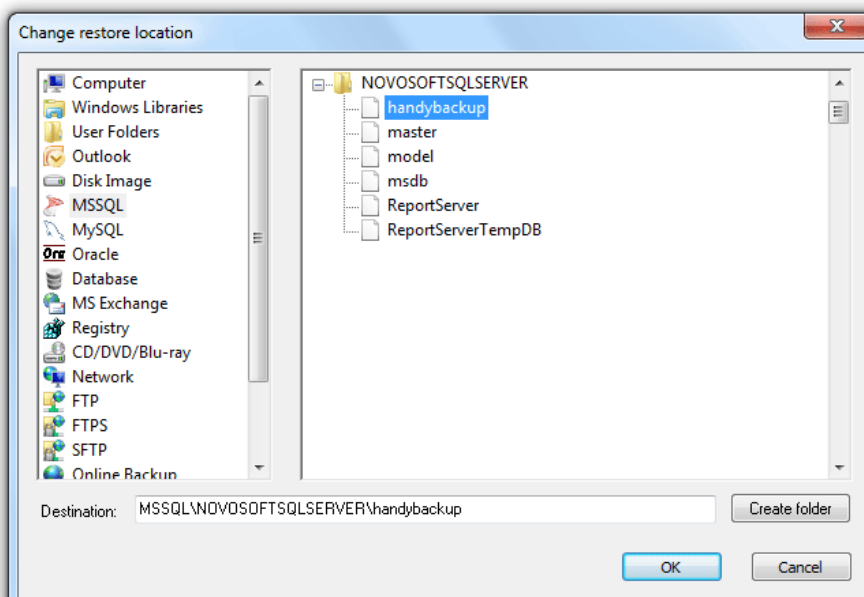 Change restore location
Computer
Windows Libraries
User Folders
Outlook
Disk Image
MSSQL
MySQL
Ora Oracle
Database
MS Exchange
Registry
CD/DVD/Blu-ray
Network
FTP
FTPS
SFTP
Online Backup
NOVOSOFTSQLSERVER
handybackup
master
model
msdb
ReportServer
ReportServerTempDB
Destination: MSSQL\NOVOSOFTSQLSERVER\handybackup
Create folder
OK
Cancel